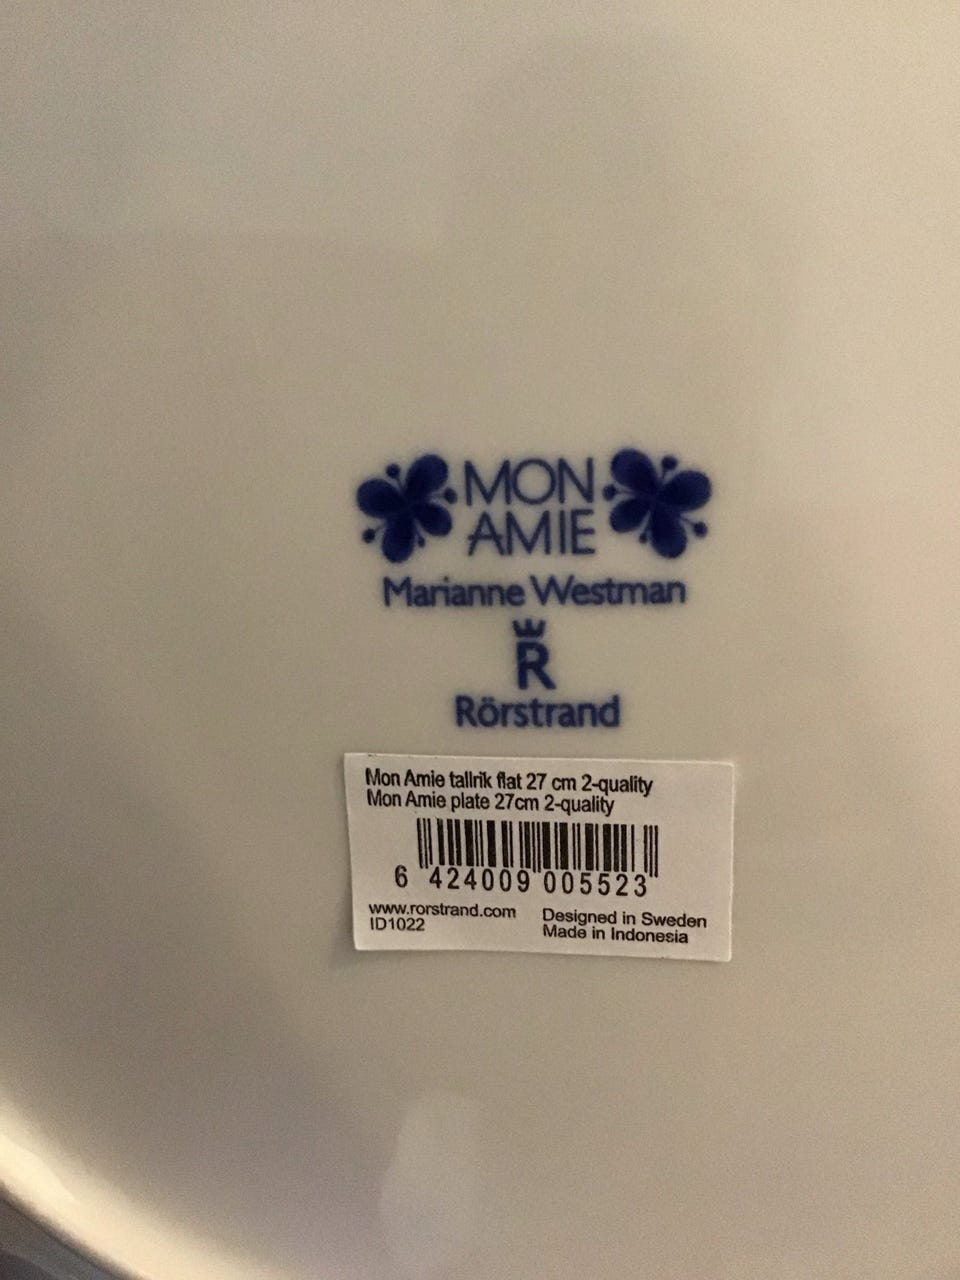 MON
AMIE
Marianne Westman
R
Rörstrand
Mon Amie tallrik flat 27 cm 2-quality
Mon Amie plate 27cm 2-quality
6 424009 005523
www.rorstrand.com Designed in Sweden
ID1022 Made in Indonesia